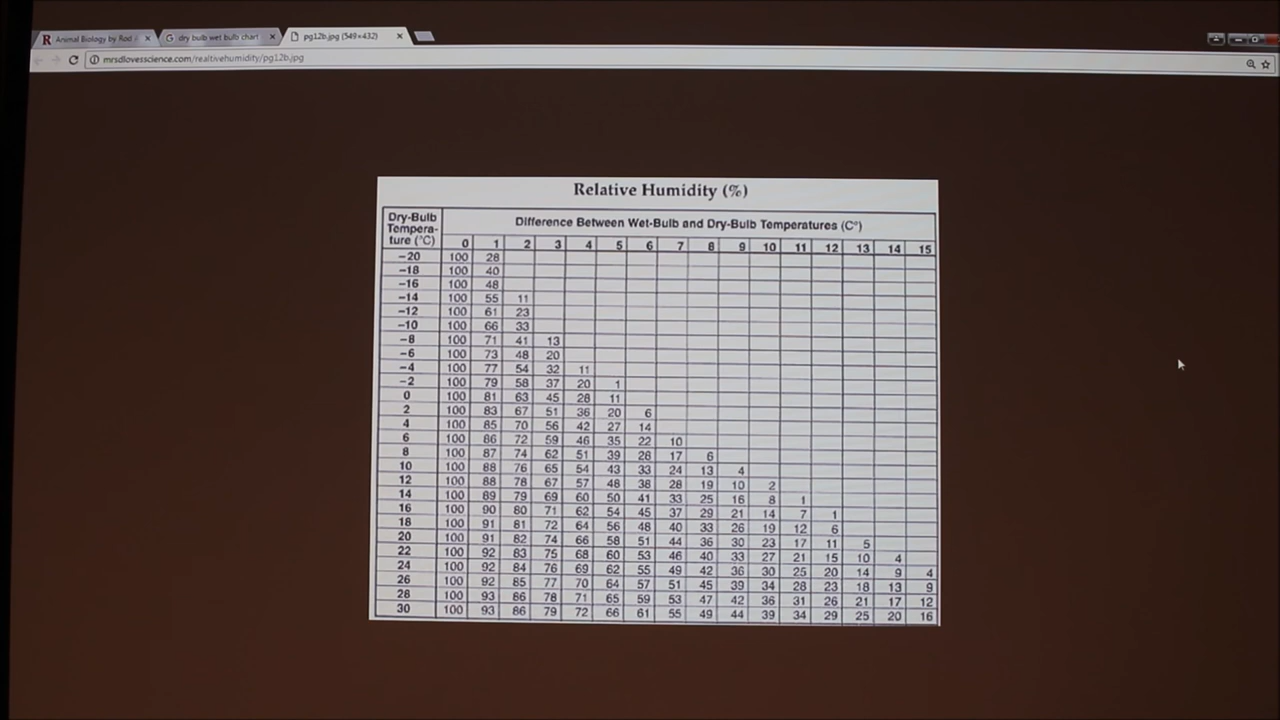 Animal Biology by Rod
dry bulb wet bulb chart
pg12b.jpg (549×432)
mrsdlovesscience.com/realtivehumidity/pg12b.jpg
Relative Humidity (%)
Dry-Bulb Tempera-ture (°C)
Difference Between Wet-Bulb and Dry-Bulb Temperatures (C°)
0 1 2 3 4 5 6 7 8 9 10 11 12 13 14 15
−20 100 28
−18 100 40
−16 100 48
−14 100 55 11
−12 100 61 23
−10 100 66 33
−8 100 71 41 13
−6 100 73 48 20
−4 100 77 54 32 11
−2 100 79 58 37 20 1
0 100 81 63 45 28 11
2 100 83 67 51 36 20 6
4 100 85 70 56 42 27 14
6 100 86 72 59 46 35 22 10
8 100 87 74 62 51 39 28 17 6
10 100 88 76 65 54 43 33 24 13 4
12 100 88 78 67 57 48 38 28 19 10 2
14 100 89 79 69 60 50 41 33 25 16 8 1
16 100 90 80 71 62 54 45 37 29 21 14 7 1
18 100 91 81 72 64 56 48 40 33 26 19 12 6
20 100 91 82 74 66 58 51 44 36 30 23 17 11 5
22 100 92 83 75 68 60 53 46 40 33 27 21 15 10 4
24 100 92 84 76 69 62 55 49 42 36 30 25 20 14 9 4
26 100 92 85 77 70 64 57 51 45 39 34 28 23 18 13 9
28 100 93 86 78 71 65 59 53 47 42 36 31 26 21 17 12
30 100 93 86 79 72 66 61 55 49 44 39 34 29 25 20 16